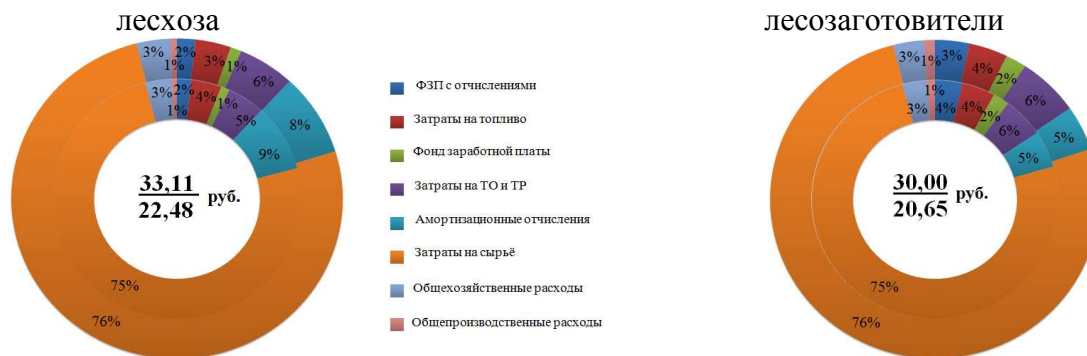 лесхоза
лесозаготовители
3% 1% 2% 3% 1% 6% 8%
3% 1% 2% 4% 1% 5% 9%
33,11
22,48
руб.
75%
76%
ФЗП с отчислениями
Затраты на топливо
Фонд заработной платы
Затраты на ТО и ТР
Амортизационные отчисления
Затраты на сырьё
Общехозяйственные расходы
Общепроизводственные расходы
3% 1% 3% 4% 2% 6% 5%
3% 1% 4% 4% 2% 6% 5%
30,00
20,65
руб.
75%
76%